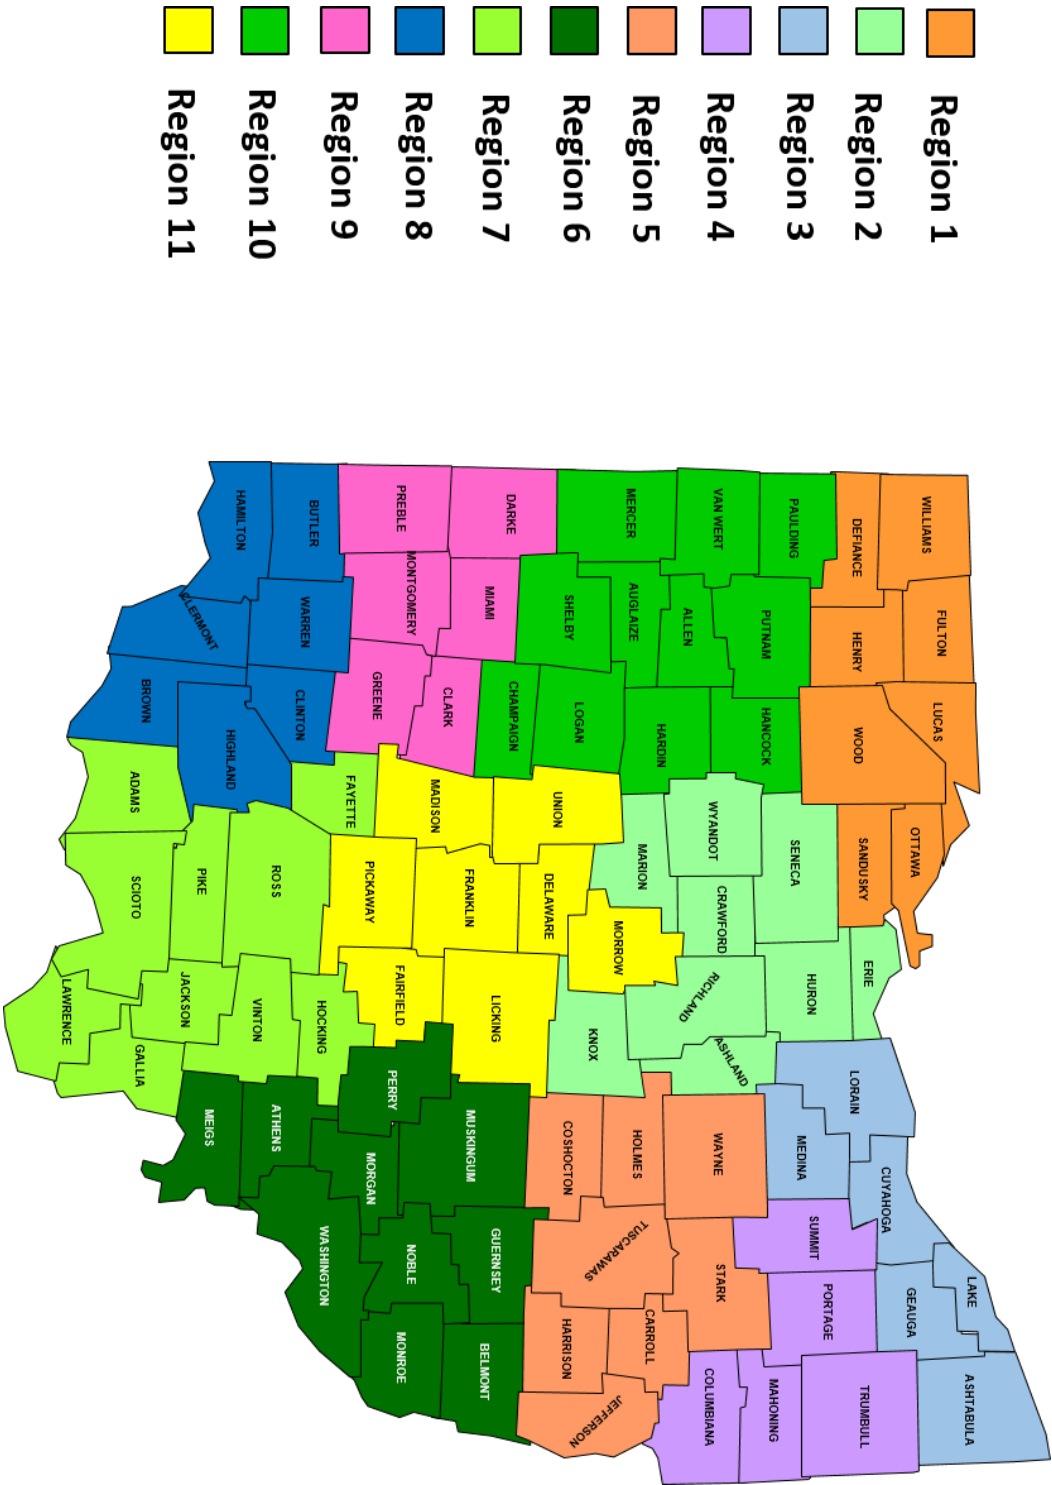 Region 1
Region 2
Region 3
Region 4
Region 5
Region 6
Region 7
Region 8
Region 9
Region 10
Region 11
WILLIAMS
FULTON
LUCAS
OTTAWA
DEFIANCE
HENRY
WOOD
SANDUSKY
ERIE
LORAIN
CUYAHOGA
LAKE
GEAUGA
ASHTABULA
PAULDING
PUTNAM
HANCOCK
SENECA
HURON
MEDINA
SUMMIT
PORTAGE
TRUMBULL
MAHONING
VAN WERT
ALLEN
WYANDOT
CRAWFORD
RICHLAND
ASHLAND
WAYNE
STARK
COLUMBIANA
MERCER
AUGLAIZE
HARDIN
MARION
MORROW
KNOX
HOLMES
TUSCARAWAS
CARROLL
JEFFERSON
SHELBY
LOGAN
UNION
DELAWARE
COSHOCTON
HARRISON
DARKE
MIAMI
CHAMPAIGN
LICKING
MUSKINGUM
GUERNSEY
BELMONT
PREBLE
MONTGOMERY
CLARK
MADISON
FRANKLIN
FAIRFIELD
PERRY
MORGAN
NOBLE
MONROE
GREENE
FAYETTE
PICKAWAY
HOCKING
WASHINGTON
BUTLER
WARREN
CLINTON
ROSS
VINTON
ATHENS
HAMILTON
CLERMONT
HIGHLAND
PIKE
JACKSON
MEIGS
BROWN
ADAMS
SCIOTO
GALLIA
LAWRENCE